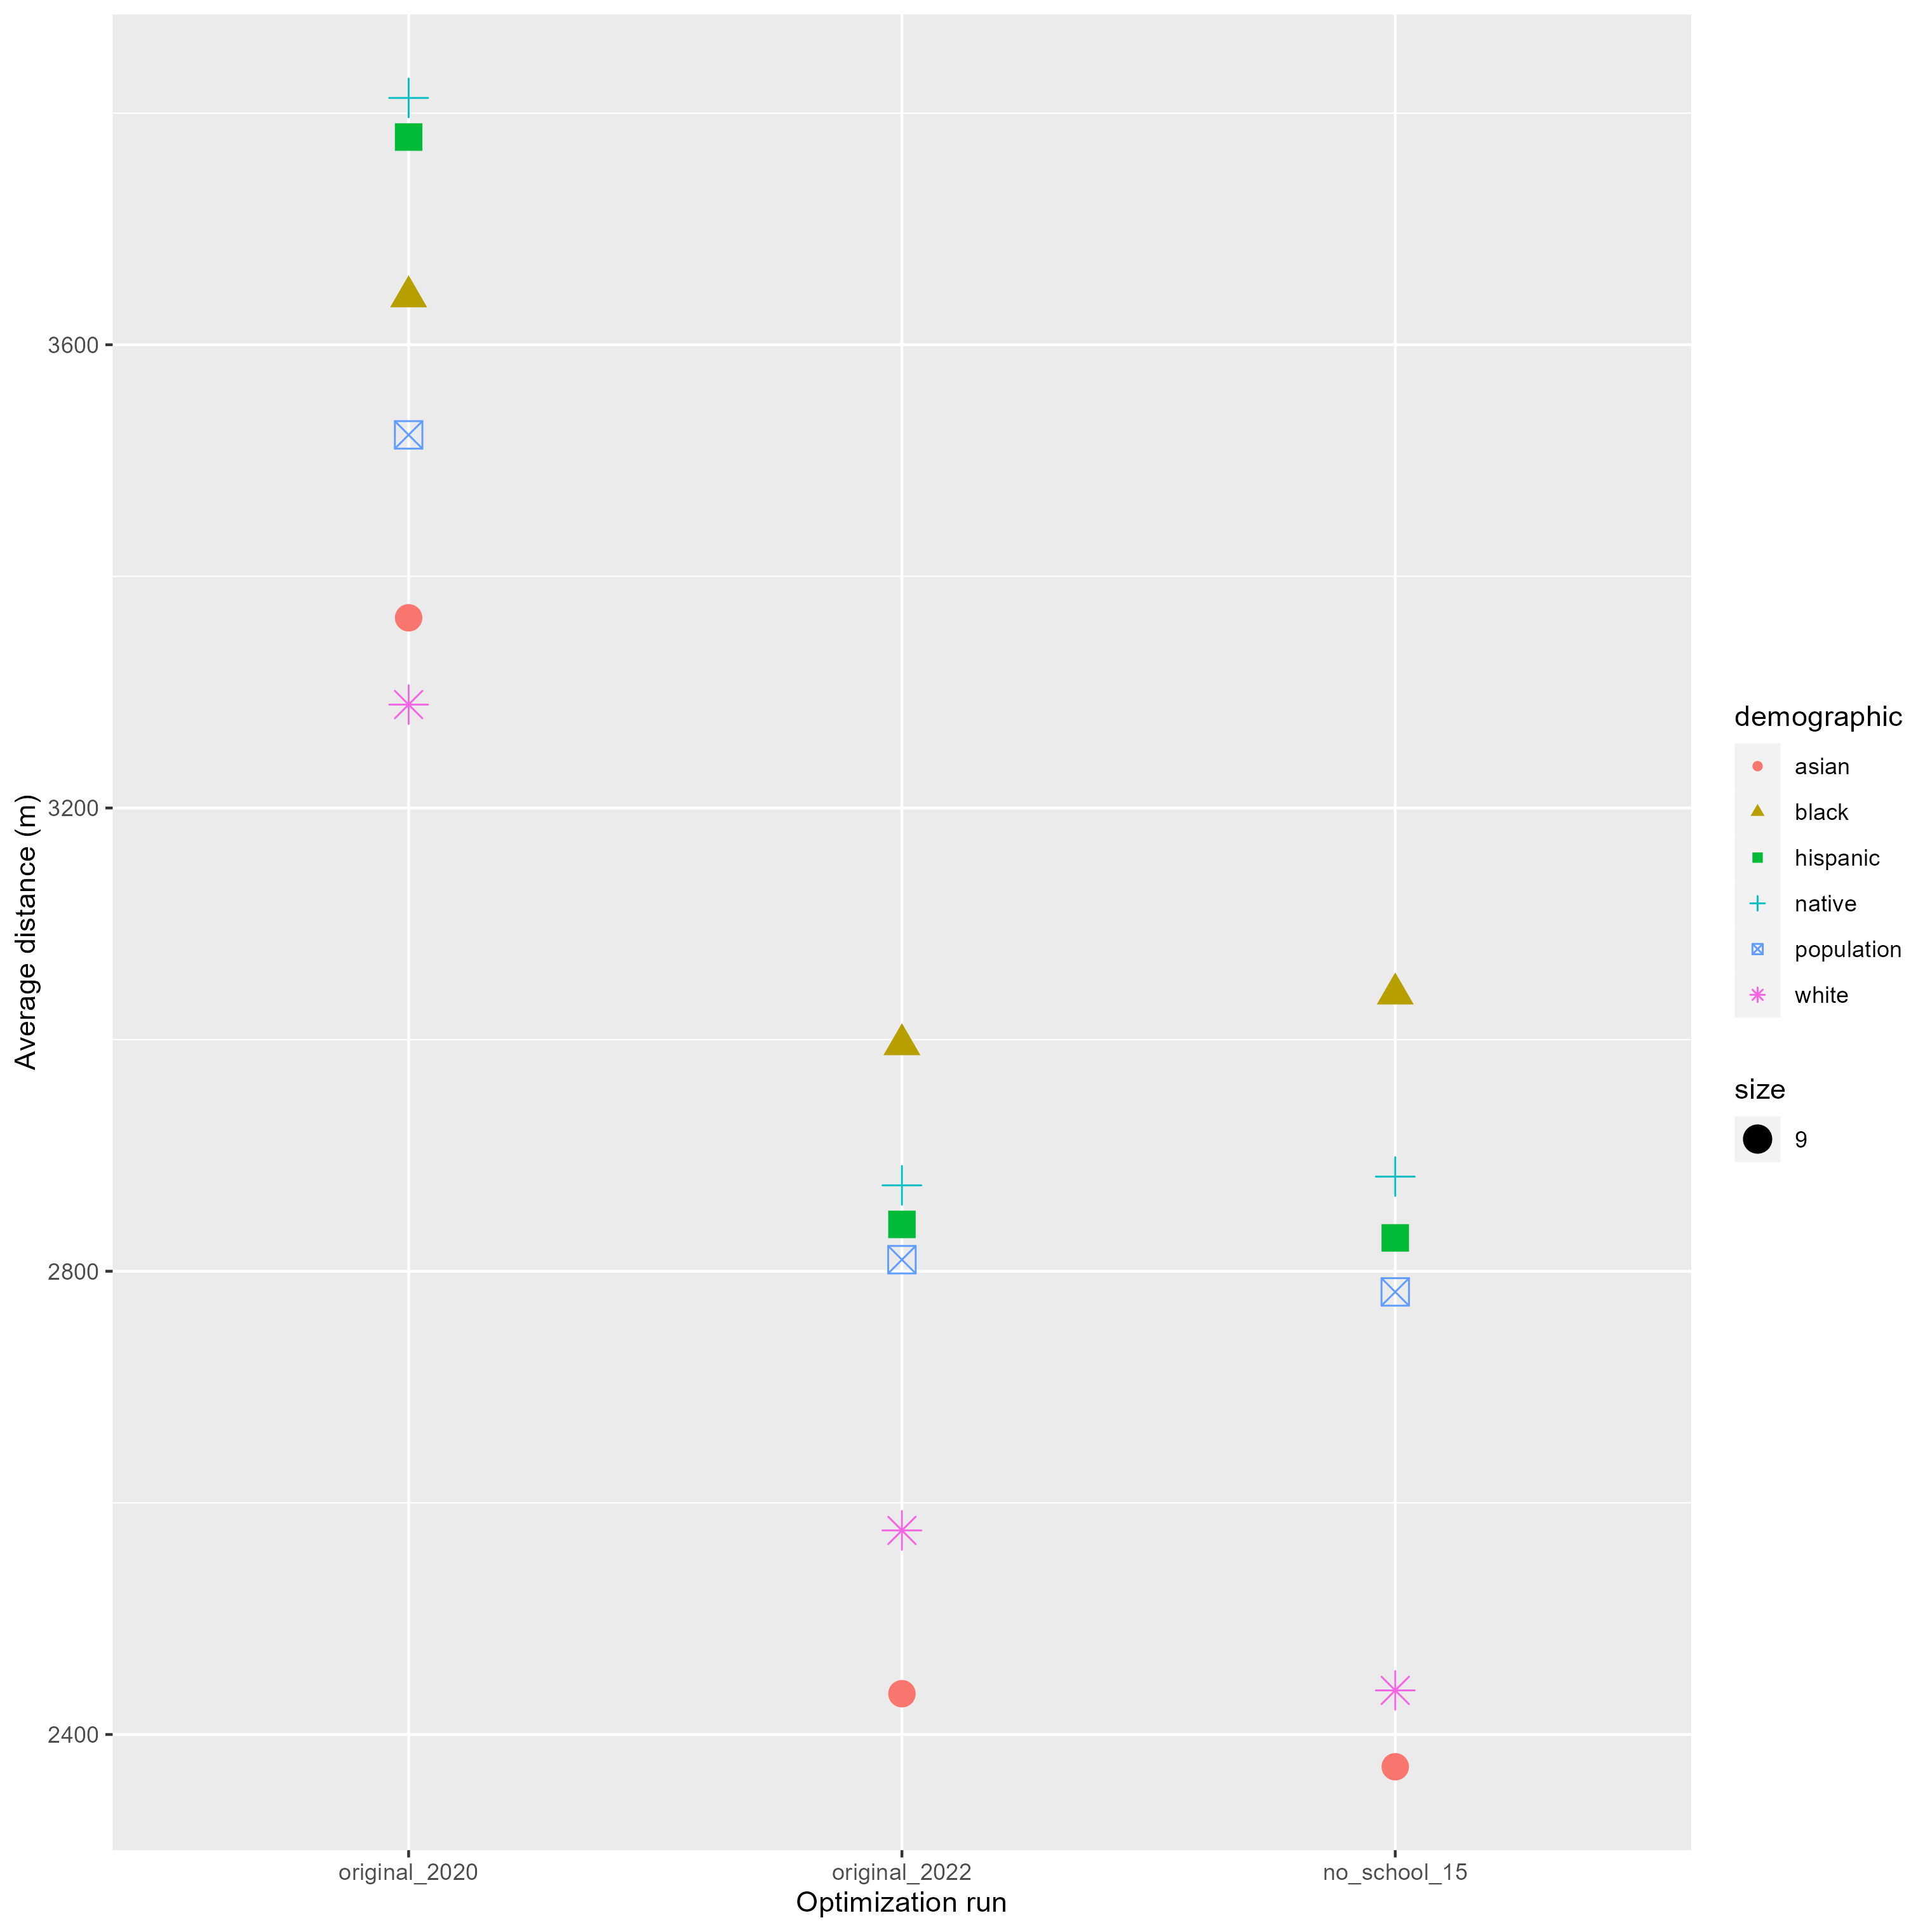 Average distance (m)
3600
3200
2800
2400
original_2020
original_2022
no_school_15
Optimization run
demographic
asian
black
hispanic
native
population
white
size
9